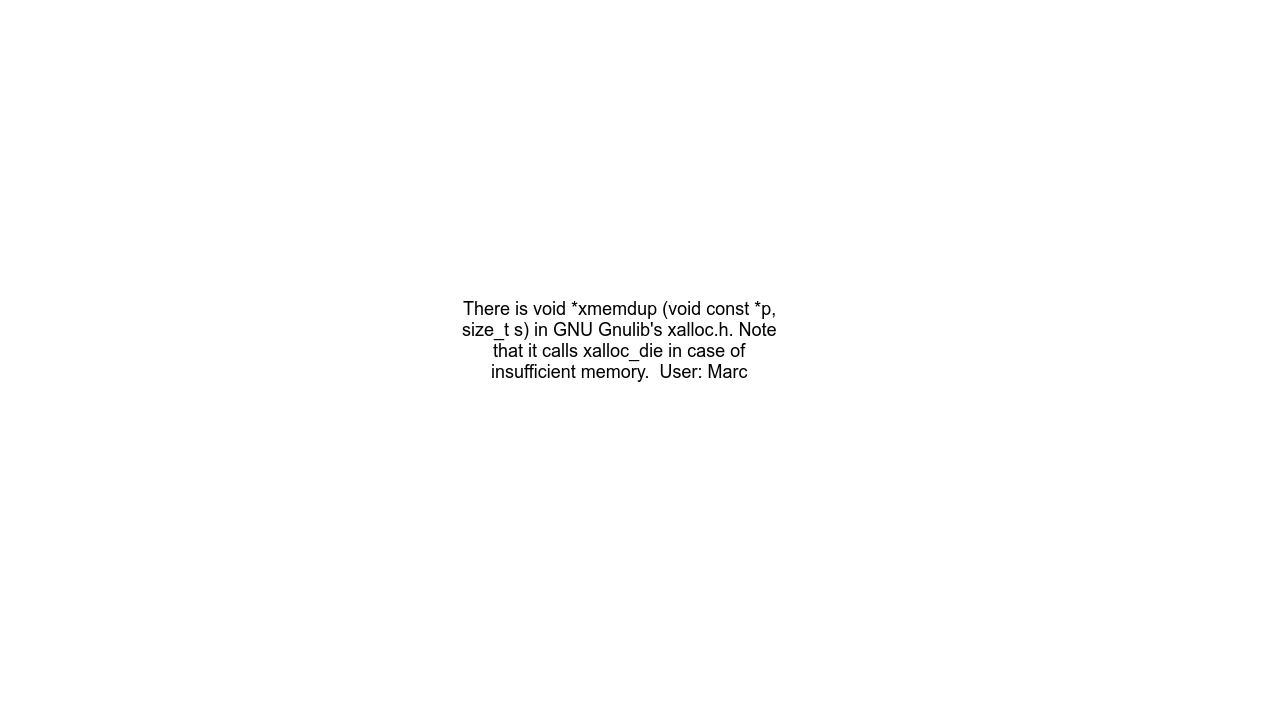 There is void *xmemdup (void const *p,
size_t s) in GNU Gnulib's xalloc.h. Note
that it calls xalloc_die in case of
insufficient memory.  User: Marc